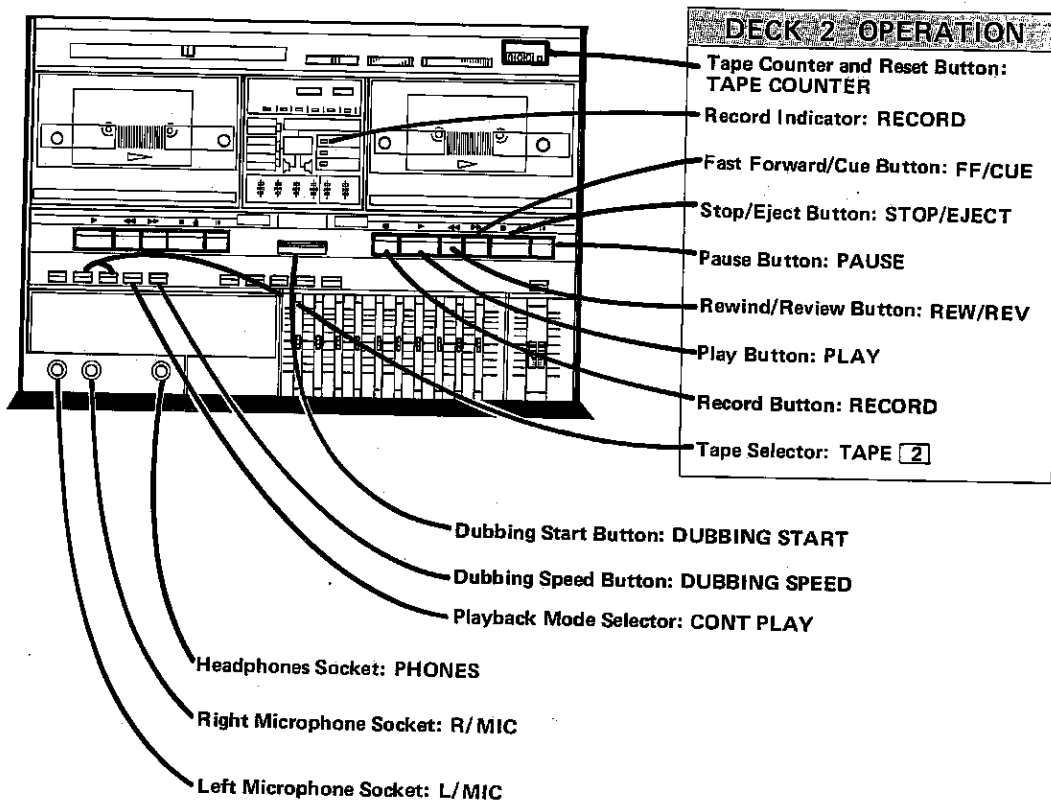 DECK 2 OPERATION
Tape Counter and Reset Button:
TAPE COUNTER
Record Indicator: RECORD
Fast Forward/Cue Button: FF/CUE
Stop/Eject Button: STOP/EJECT
Pause Button: PAUSE
Rewind/Review Button: REW/REV
Play Button: PLAY
Record Button: RECORD
Tape Selector: TAPE 2
Dubbing Start Button: DUBBING START
Dubbing Speed Button: DUBBING SPEED
Playback Mode Selector: CONT PLAY
Headphones Socket: PHONES
Right Microphone Socket: R/MIC
Left Microphone Socket: L/MIC